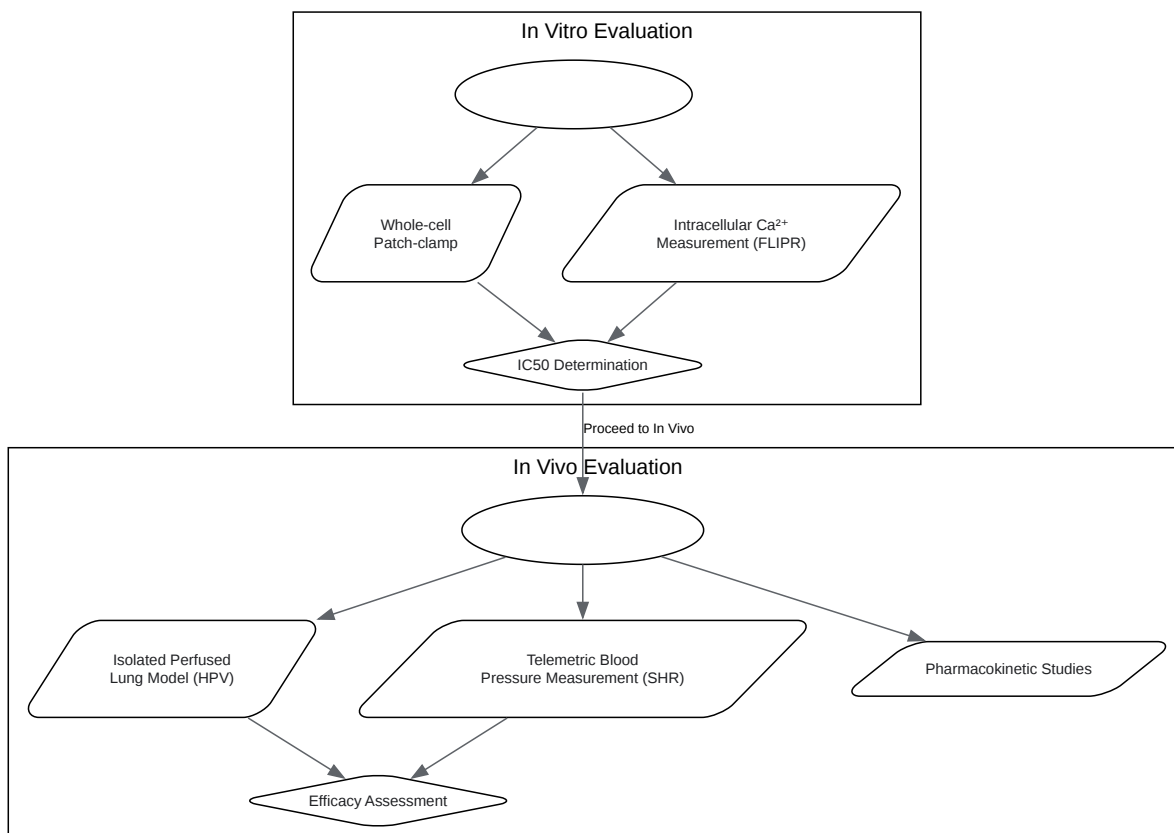 In Vitro Evaluation
Whole-cell
Patch-clamp
Intracellular Ca²⁺
Measurement (FLIPR)
IC50 Determination
Proceed to In Vivo
In Vivo Evaluation
Isolated Perfused
Lung Model (HPV)
Telemetric Blood
Pressure Measurement (SHR)
Pharmacokinetic Studies
Efficacy Assessment